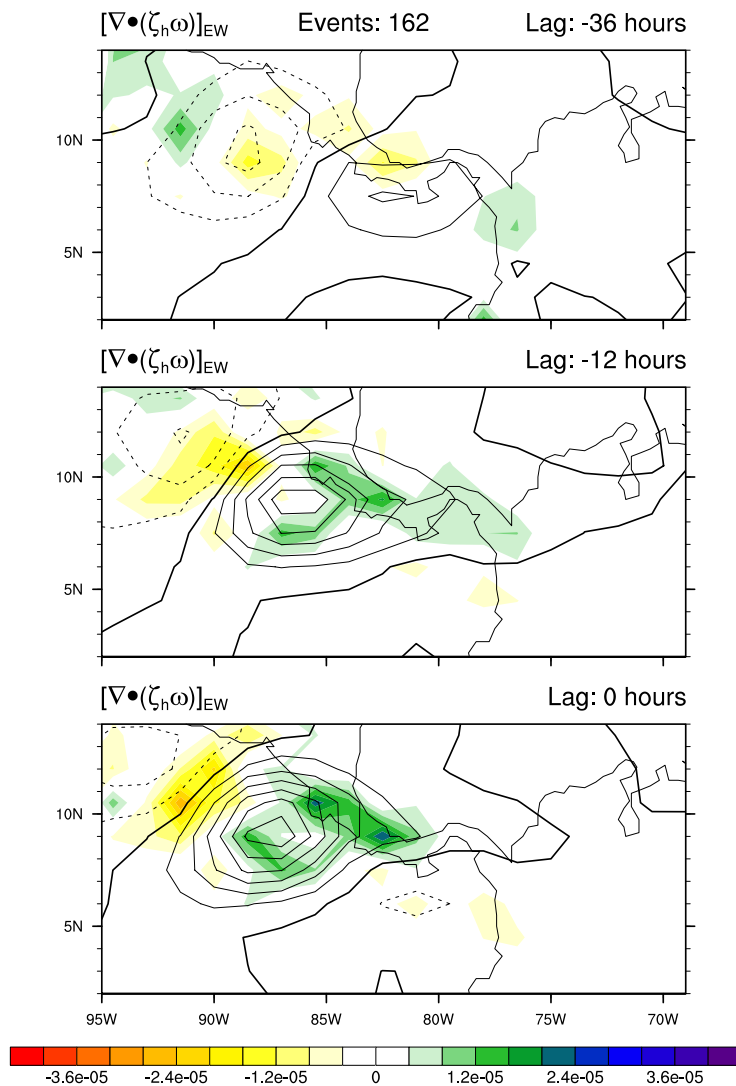 [∇•(ζₕω)]EW Events: 162 Lag: -36 hours
10N
5N
[∇•(ζₕω)]EW Lag: -12 hours
10N
5N
[∇•(ζₕω)]EW Lag: 0 hours
10N
5N
95W 90W 85W 80W 75W 70W
-3.6e-05 -2.4e-05 -1.2e-05 0 1.2e-05 2.4e-05 3.6e-05